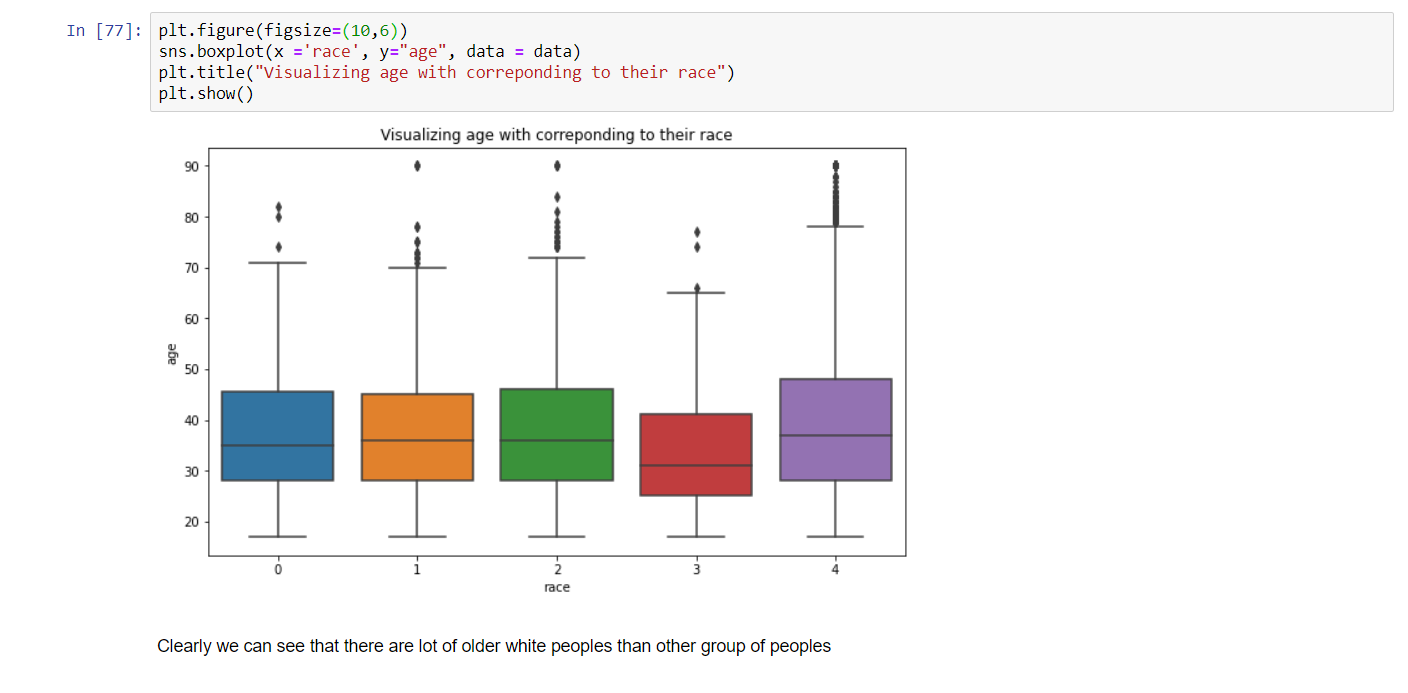 In [77]: plt.figure(figsize=(10,6))
sns.boxplot(x ='race', y="age", data = data)
plt.title("Visualizing age with correponding to their race")
plt.show()
Visualizing age with correponding to their race
90
80
70
60
50
40
30
20
age
0 1 2 3 4
race
Clearly we can see that there are lot of older white peoples than other group of peoples